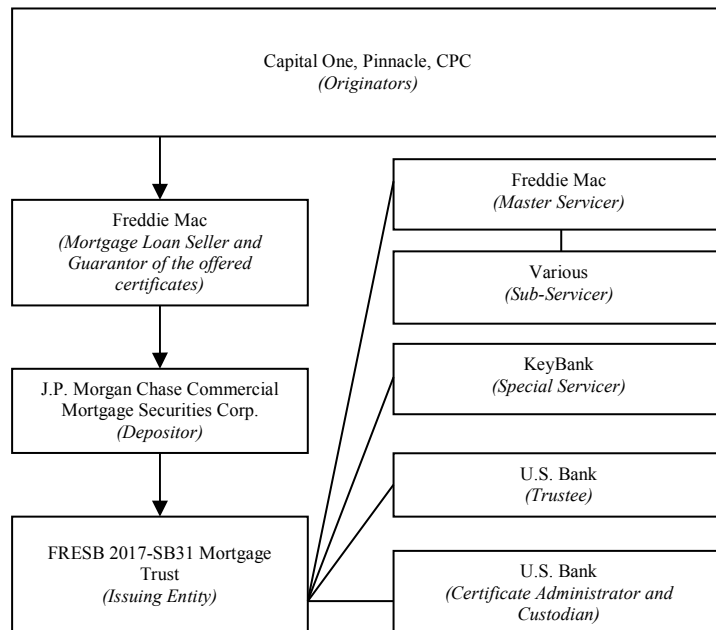 Capital One, Pinnacle, CPC
(Originators)
Freddie Mac
(Mortgage Loan Seller and
Guarantor of the offered
certificates)
J.P. Morgan Chase Commercial
Mortgage Securities Corp.
(Depositor)
FRESB 2017-SB31 Mortgage
Trust
(Issuing Entity)
Freddie Mac
(Master Servicer)
Various
(Sub-Servicer)
KeyBank
(Special Servicer)
U.S. Bank
(Trustee)
U.S. Bank
(Certificate Administrator and
Custodian)